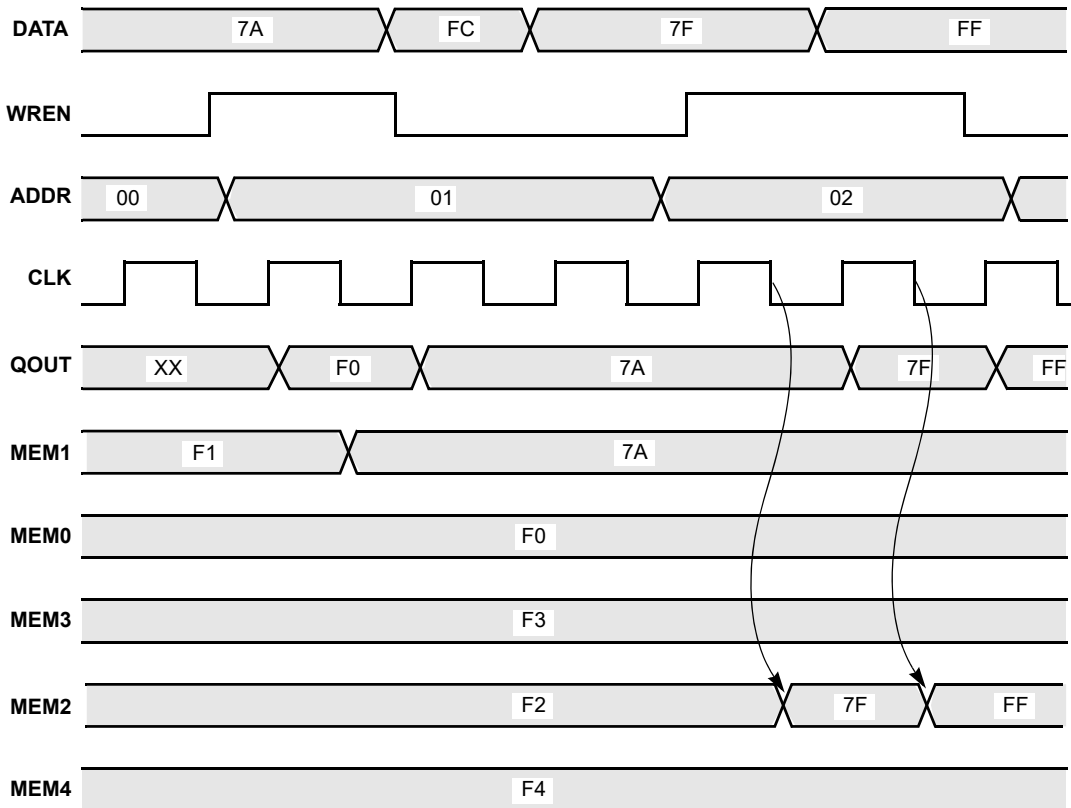 DATA 7A FC 7F FF
WREN
ADDR 00 01 02
CLK
QOUT XX F0 7A 7F FF
MEM1 F1 7A
MEM0 F0
MEM3 F3
MEM2 F2 7F FF
MEM4 F4